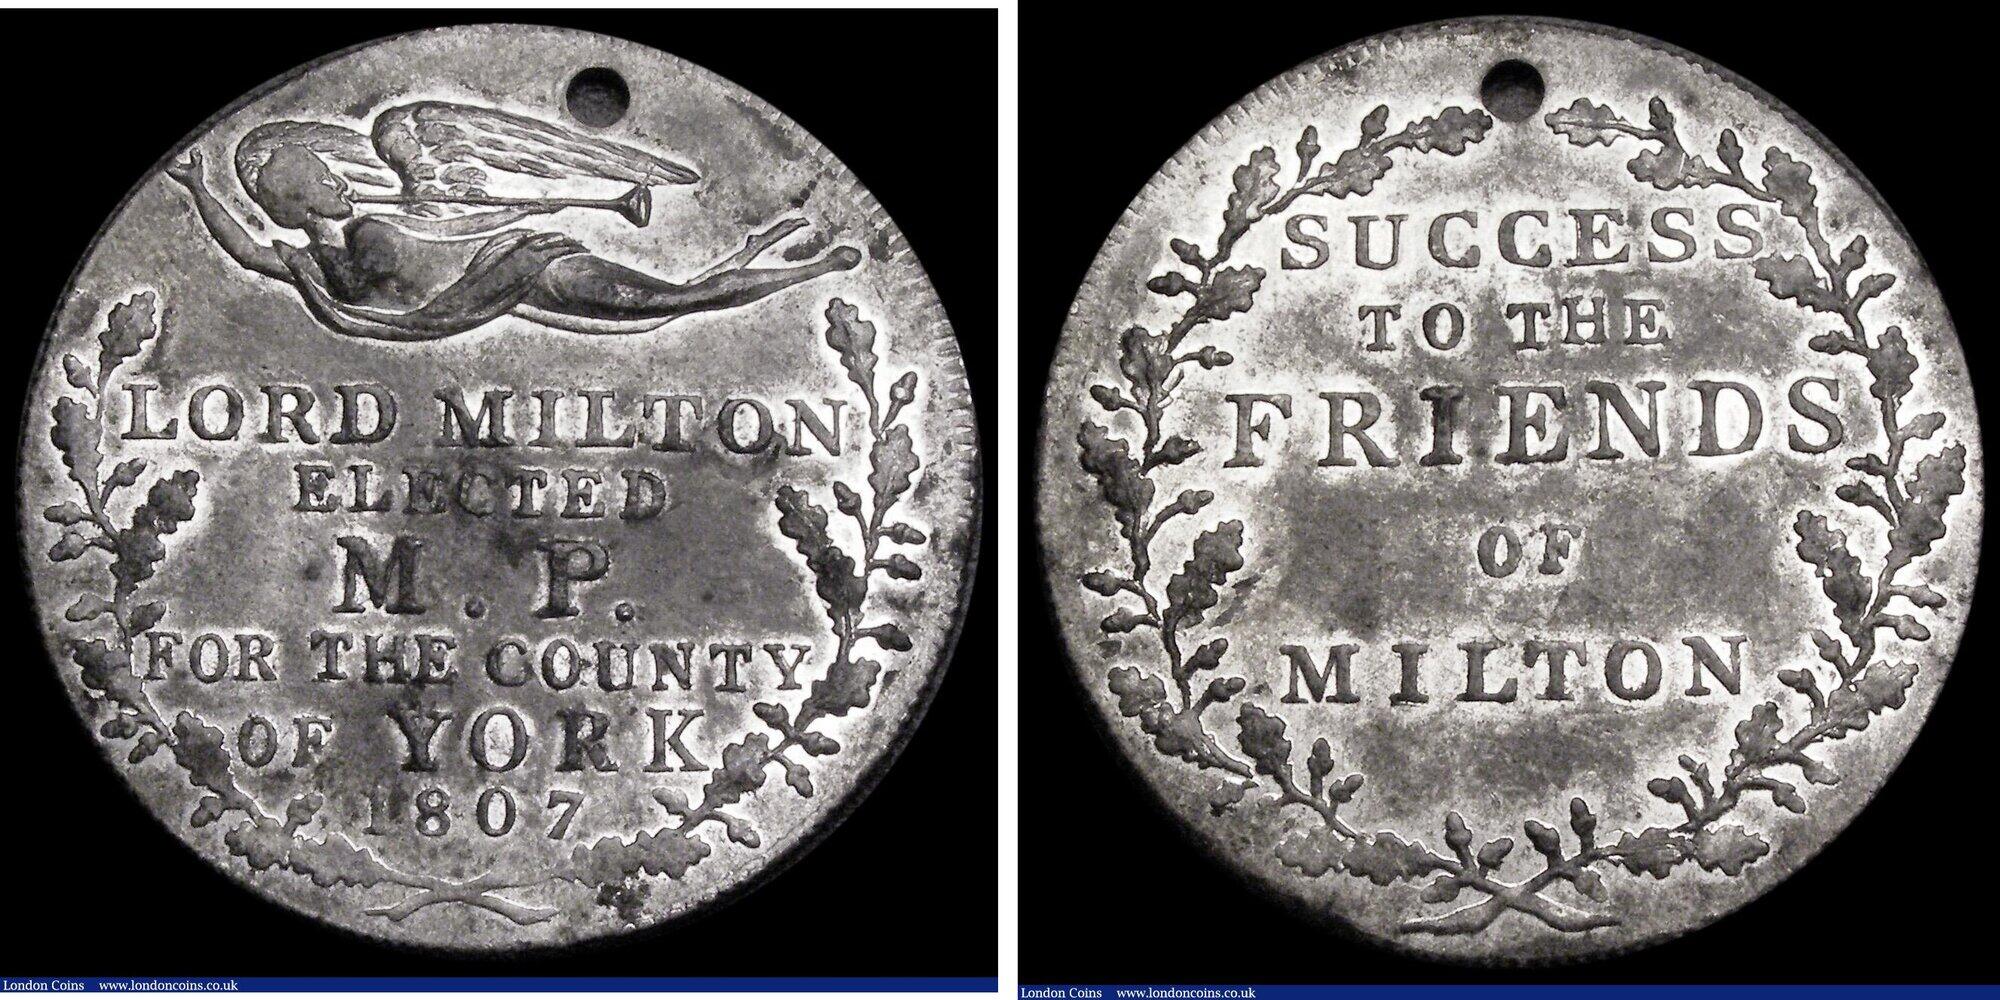 LORD MILTON
ELECTED
M. P.
FOR THE COUNTY
OF YORK
1807
London Coins www.londoncoins.co.uk
SUCCESS
TO THE
FRIENDS
OF
MILTON
London Coins www.londoncoins.co.uk